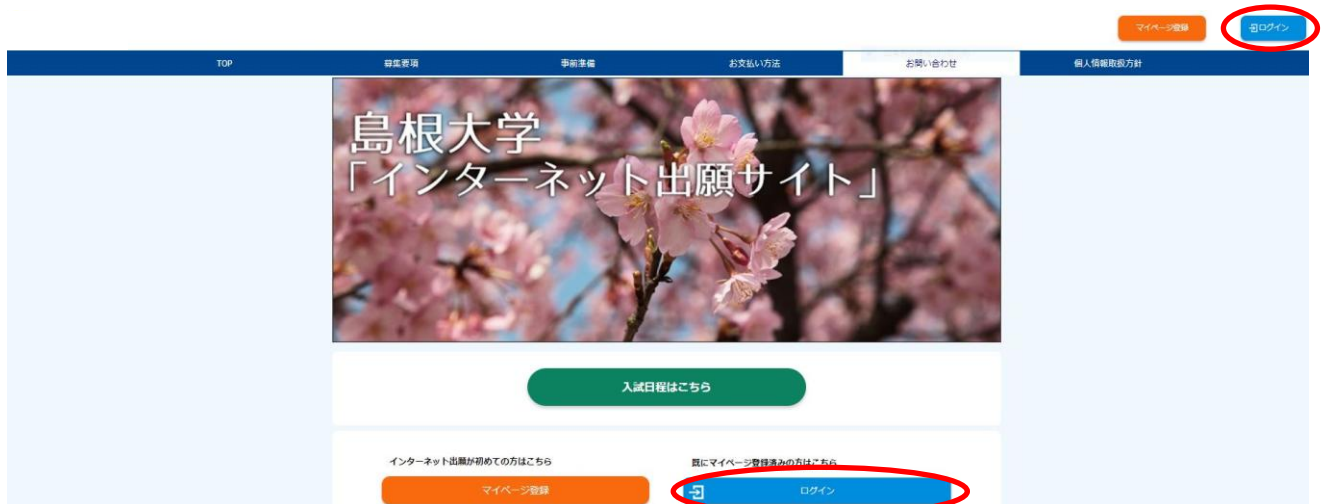 マイページ登録
ログイン
TOP
募集要項
事前準備
お支払い方法
お問い合わせ
個人情報取扱方針
島根大学
「インターネット出願サイト」
入試日程はこちら
インターネット出願が初めての方はこちら
既にマイページ登録済みの方はこちら
マイページ登録
ログイン